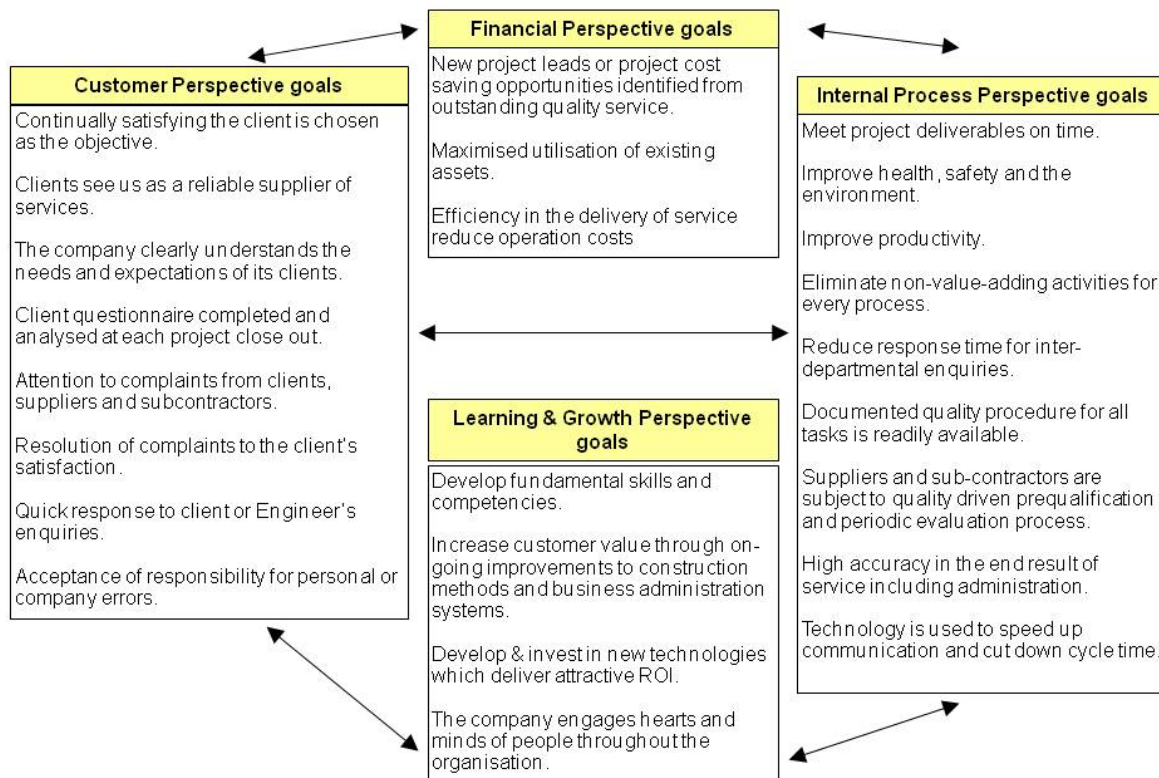 Financial Perspective goals
New project leads or project cost
saving opportunities identified from
outstanding quality service.
Maximised utilisation of existing
assets.
Efficiency in the delivery of service
reduce operation costs
Customer Perspective goals
Continually satisfying the client is chosen
as the objective.
Clients see us as a reliable supplier of
services.
The company clearly understands the
needs and expectations of its clients.
Client questionnaire completed and
analysed at each project close out.
Attention to complaints from clients,
suppliers and subcontractors.
Resolution of complaints to the client's
satisfaction.
Quick response to client or Engineer's
enquiries.
Acceptance of responsibility for personal or
company errors.
Internal Process Perspective goals
Meet project deliverables on time.
Improve health, safety and the
environment.
Improve productivity.
Eliminate non-value-adding activities for
every process.
Reduce response time for inter-
departmental enquiries.
Documented quality procedure for all
tasks is readily available.
Suppliers and sub-contractors are
subject to quality driven prequalification
and periodic evaluation process.
High accuracy in the end result of
service including administration.
Technology is used to speed up
communication and cut down cycle time.
Learning & Growth Perspective
goals
Develop fundamental skills and
competencies.
Increase customer value through on-
going improvements to construction
methods and business administration
systems.
Develop & invest in new technologies
which deliver attractive ROI.
The company engages hearts and
minds of people throughout the
organisation.